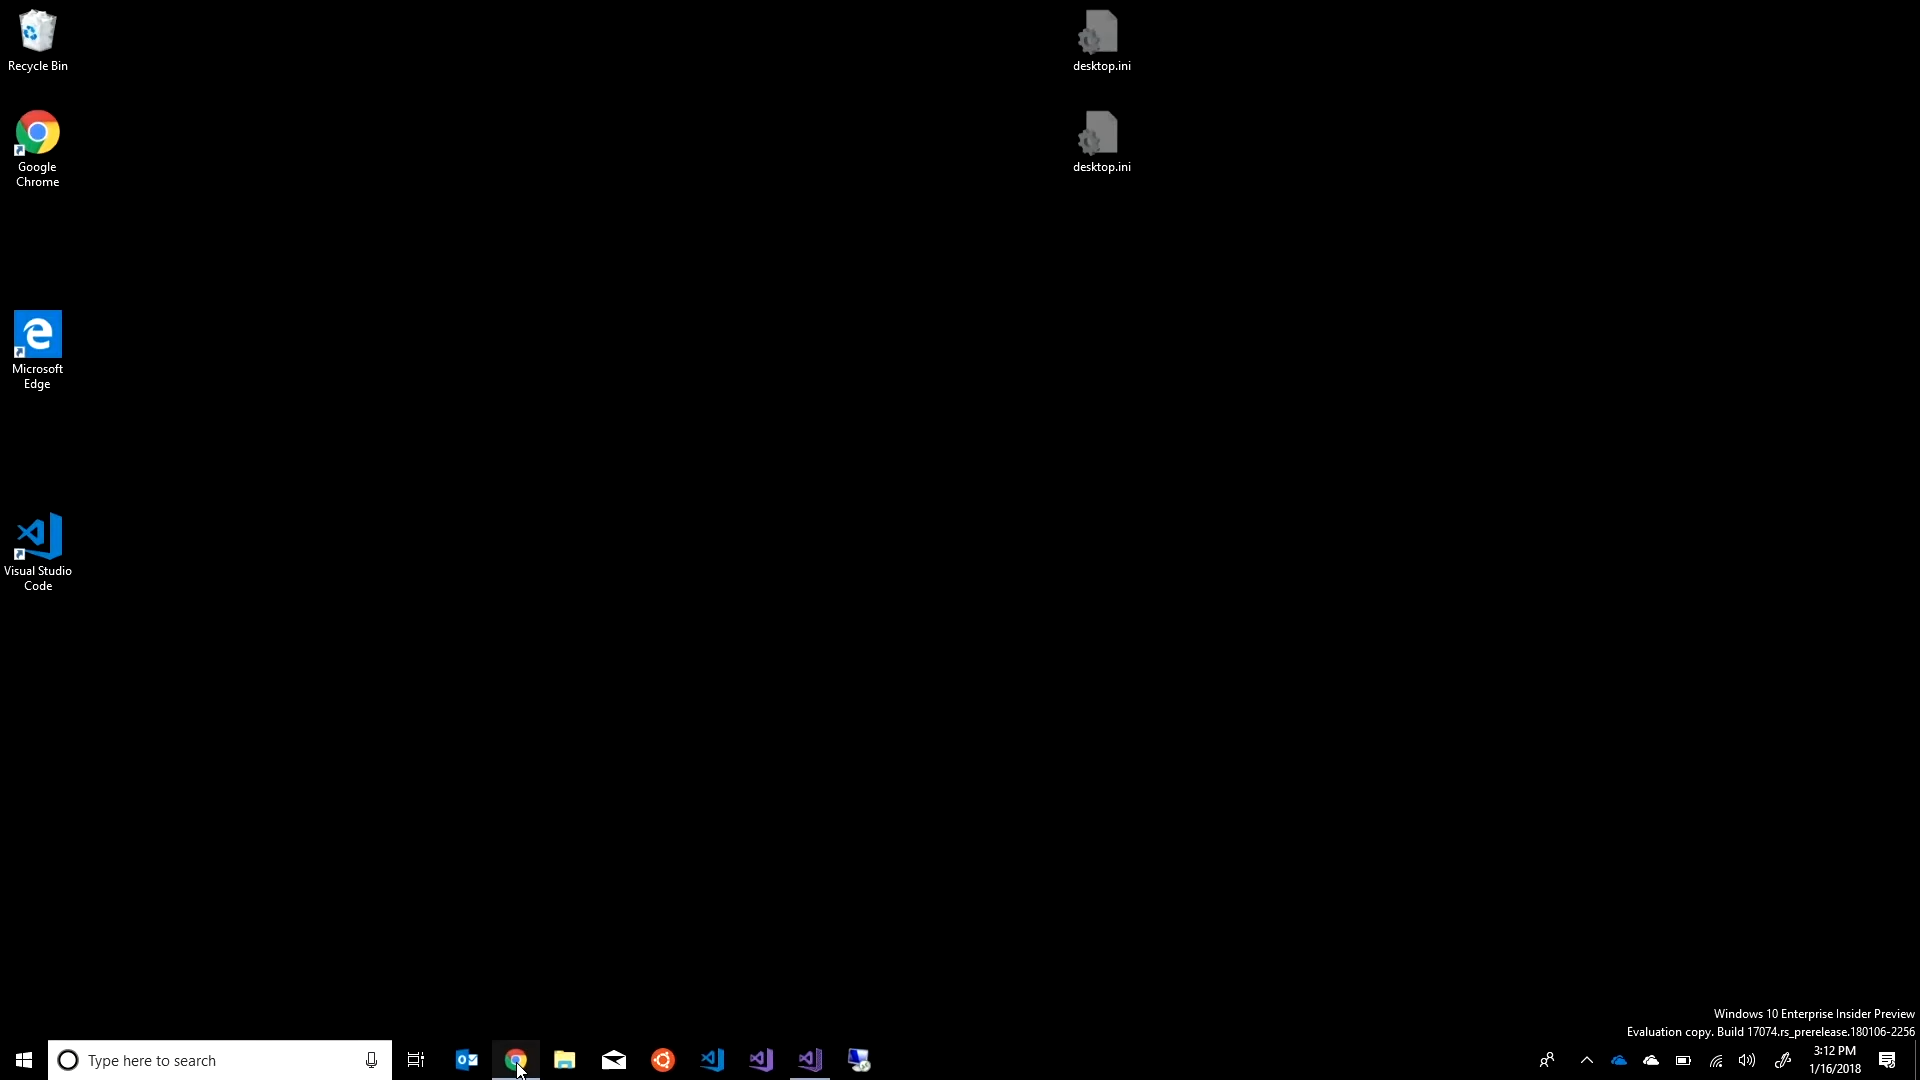 Recycle Bin
desktop.ini
Google
Chrome
desktop.ini
Microsoft
Edge
Visual Studio
Code
Windows 10 Enterprise Insider Preview
Evaluation copy. Build 17074.rs_prerelease.180106-2256
Type here to search
3:12 PM
1/16/2018